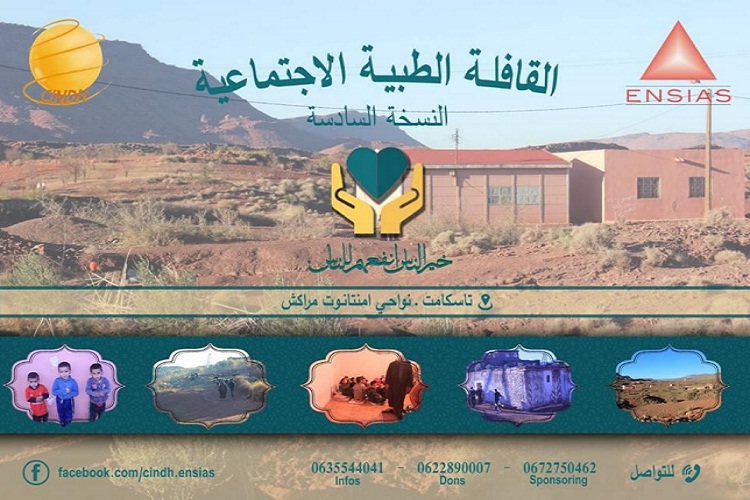 CINDH
القافلة الطبية الاجتماعية
ENSIAS
النسخة السادسة
خير الناس أنفعهم للناس
تاسكامت . نواحي امنتانوت مراكش
facebook.com/cindh.ensias
0635544041 - 0622890007 - 0672750462
Infos Dons Sponsoring
للتواصل